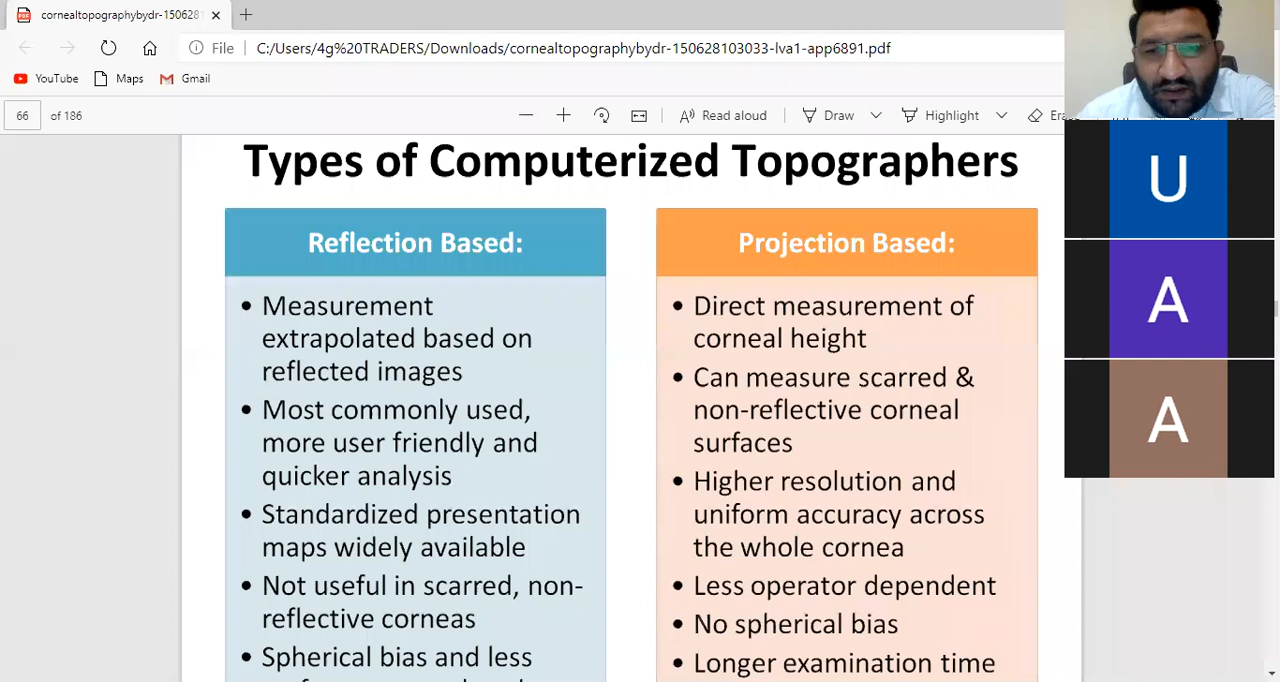 cornealtopographybydr-150628
File
C:/Users/4g%20TRADERS/Downloads/cornealtopographybydr-150628103033-lva1-app6891.pdf
YouTube
Maps
Gmail
66
of 186
Read aloud
Draw
Highlight
Types of Computerized Topographers
Reflection Based:
• Measurement
extrapolated based on
reflected images
• Most commonly used,
more user friendly and
quicker analysis
• Standardized presentation
maps widely available
• Not useful in scarred, non-
reflective corneas
• Spherical bias and less
Projection Based:
• Direct measurement of
corneal height
• Can measure scarred &
non-reflective corneal
surfaces
• Higher resolution and
uniform accuracy across
the whole cornea
• Less operator dependent
• No spherical bias
• Longer examination time
U
A
A